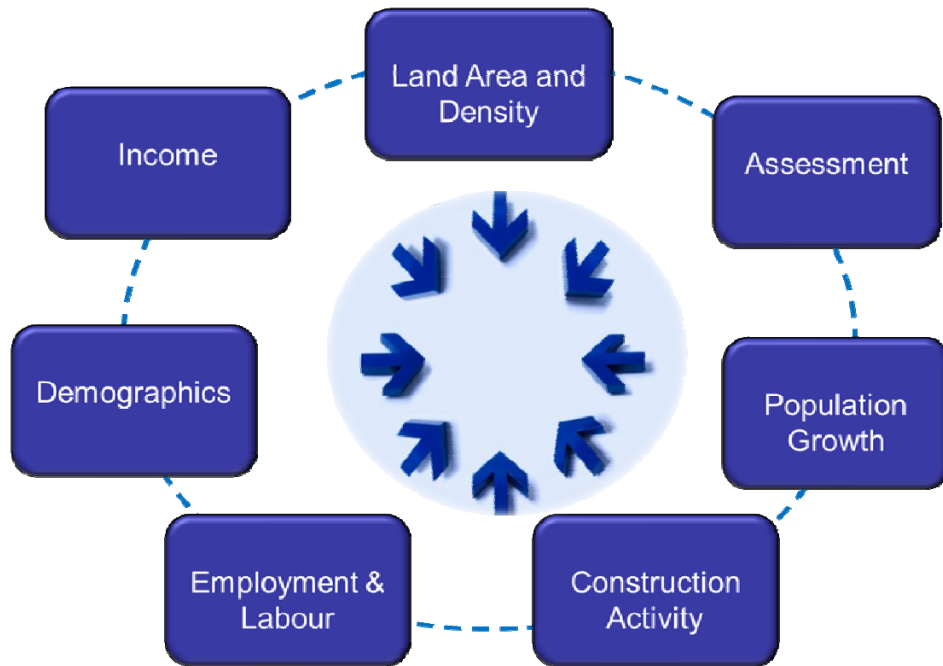 Land Area and
Density
Income
Assessment
Demographics
Population
Growth
Employment &
Labour
Construction
Activity